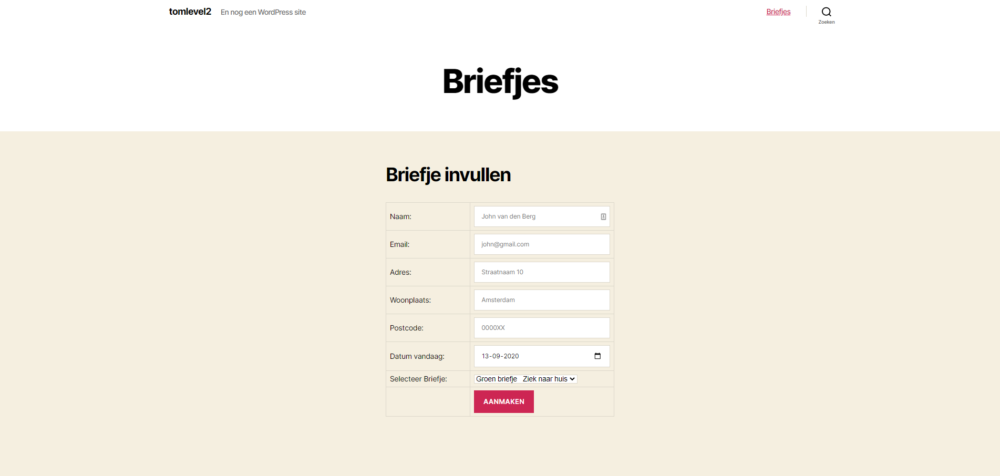 tomlevel2 En nog een WordPress site Briefjes
Zoeken
Briefjes
Briefje invullen
Naam: John van den Berg
Email: john@gmail.com
Adres: Straatnaam 10
Woonplaats: Amsterdam
Postcode: 0000XX
Datum vandaag: 13-09-2020
Selecteer Briefje: Groen briefje Ziek naar huis
AANMAKEN